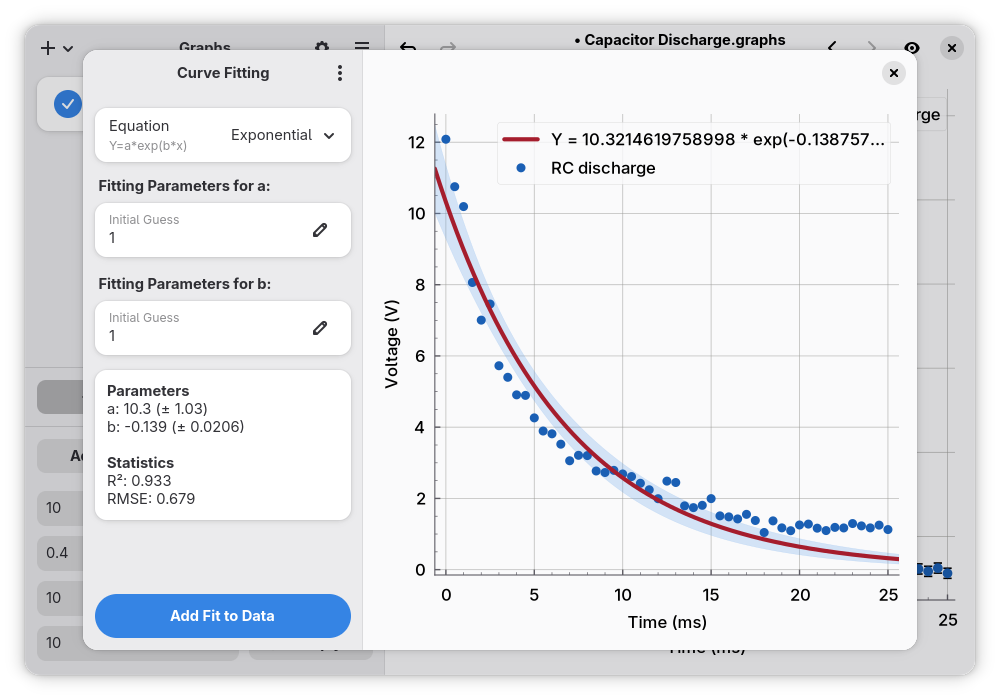 Graphs
• Capacitor Discharge.graphs
Curve Fitting
Equation
Y=a*exp(b*x)
Exponential
Fitting Parameters for a:
Initial Guess
1
Fitting Parameters for b:
Initial Guess
1
Parameters
a: 10.3 (± 1.03)
b: -0.139 (± 0.0206)
Statistics
R²: 0.933
RMSE: 0.679
Add Fit to Data
10
0.4
10
10
Y = 10.3214619758998 * exp(-0.138757...
RC discharge
12
10
8
6
4
2
0
Voltage (V)
0
5
10
15
20
25
Time (ms)
25
Time (ms)